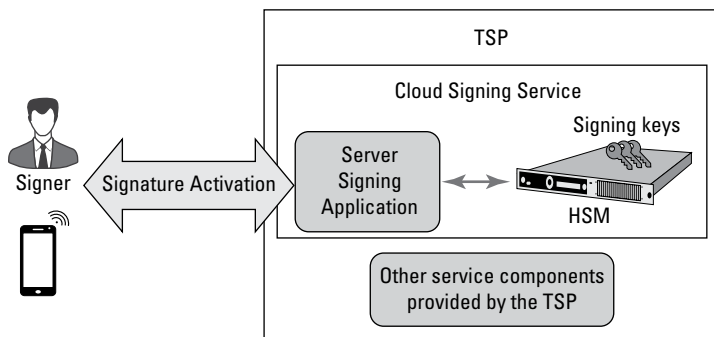 TSP
Cloud Signing Service
Signing keys
Signer
Signature Activation
Server
Signing
Application
HSM
Other service components
provided by the TSP